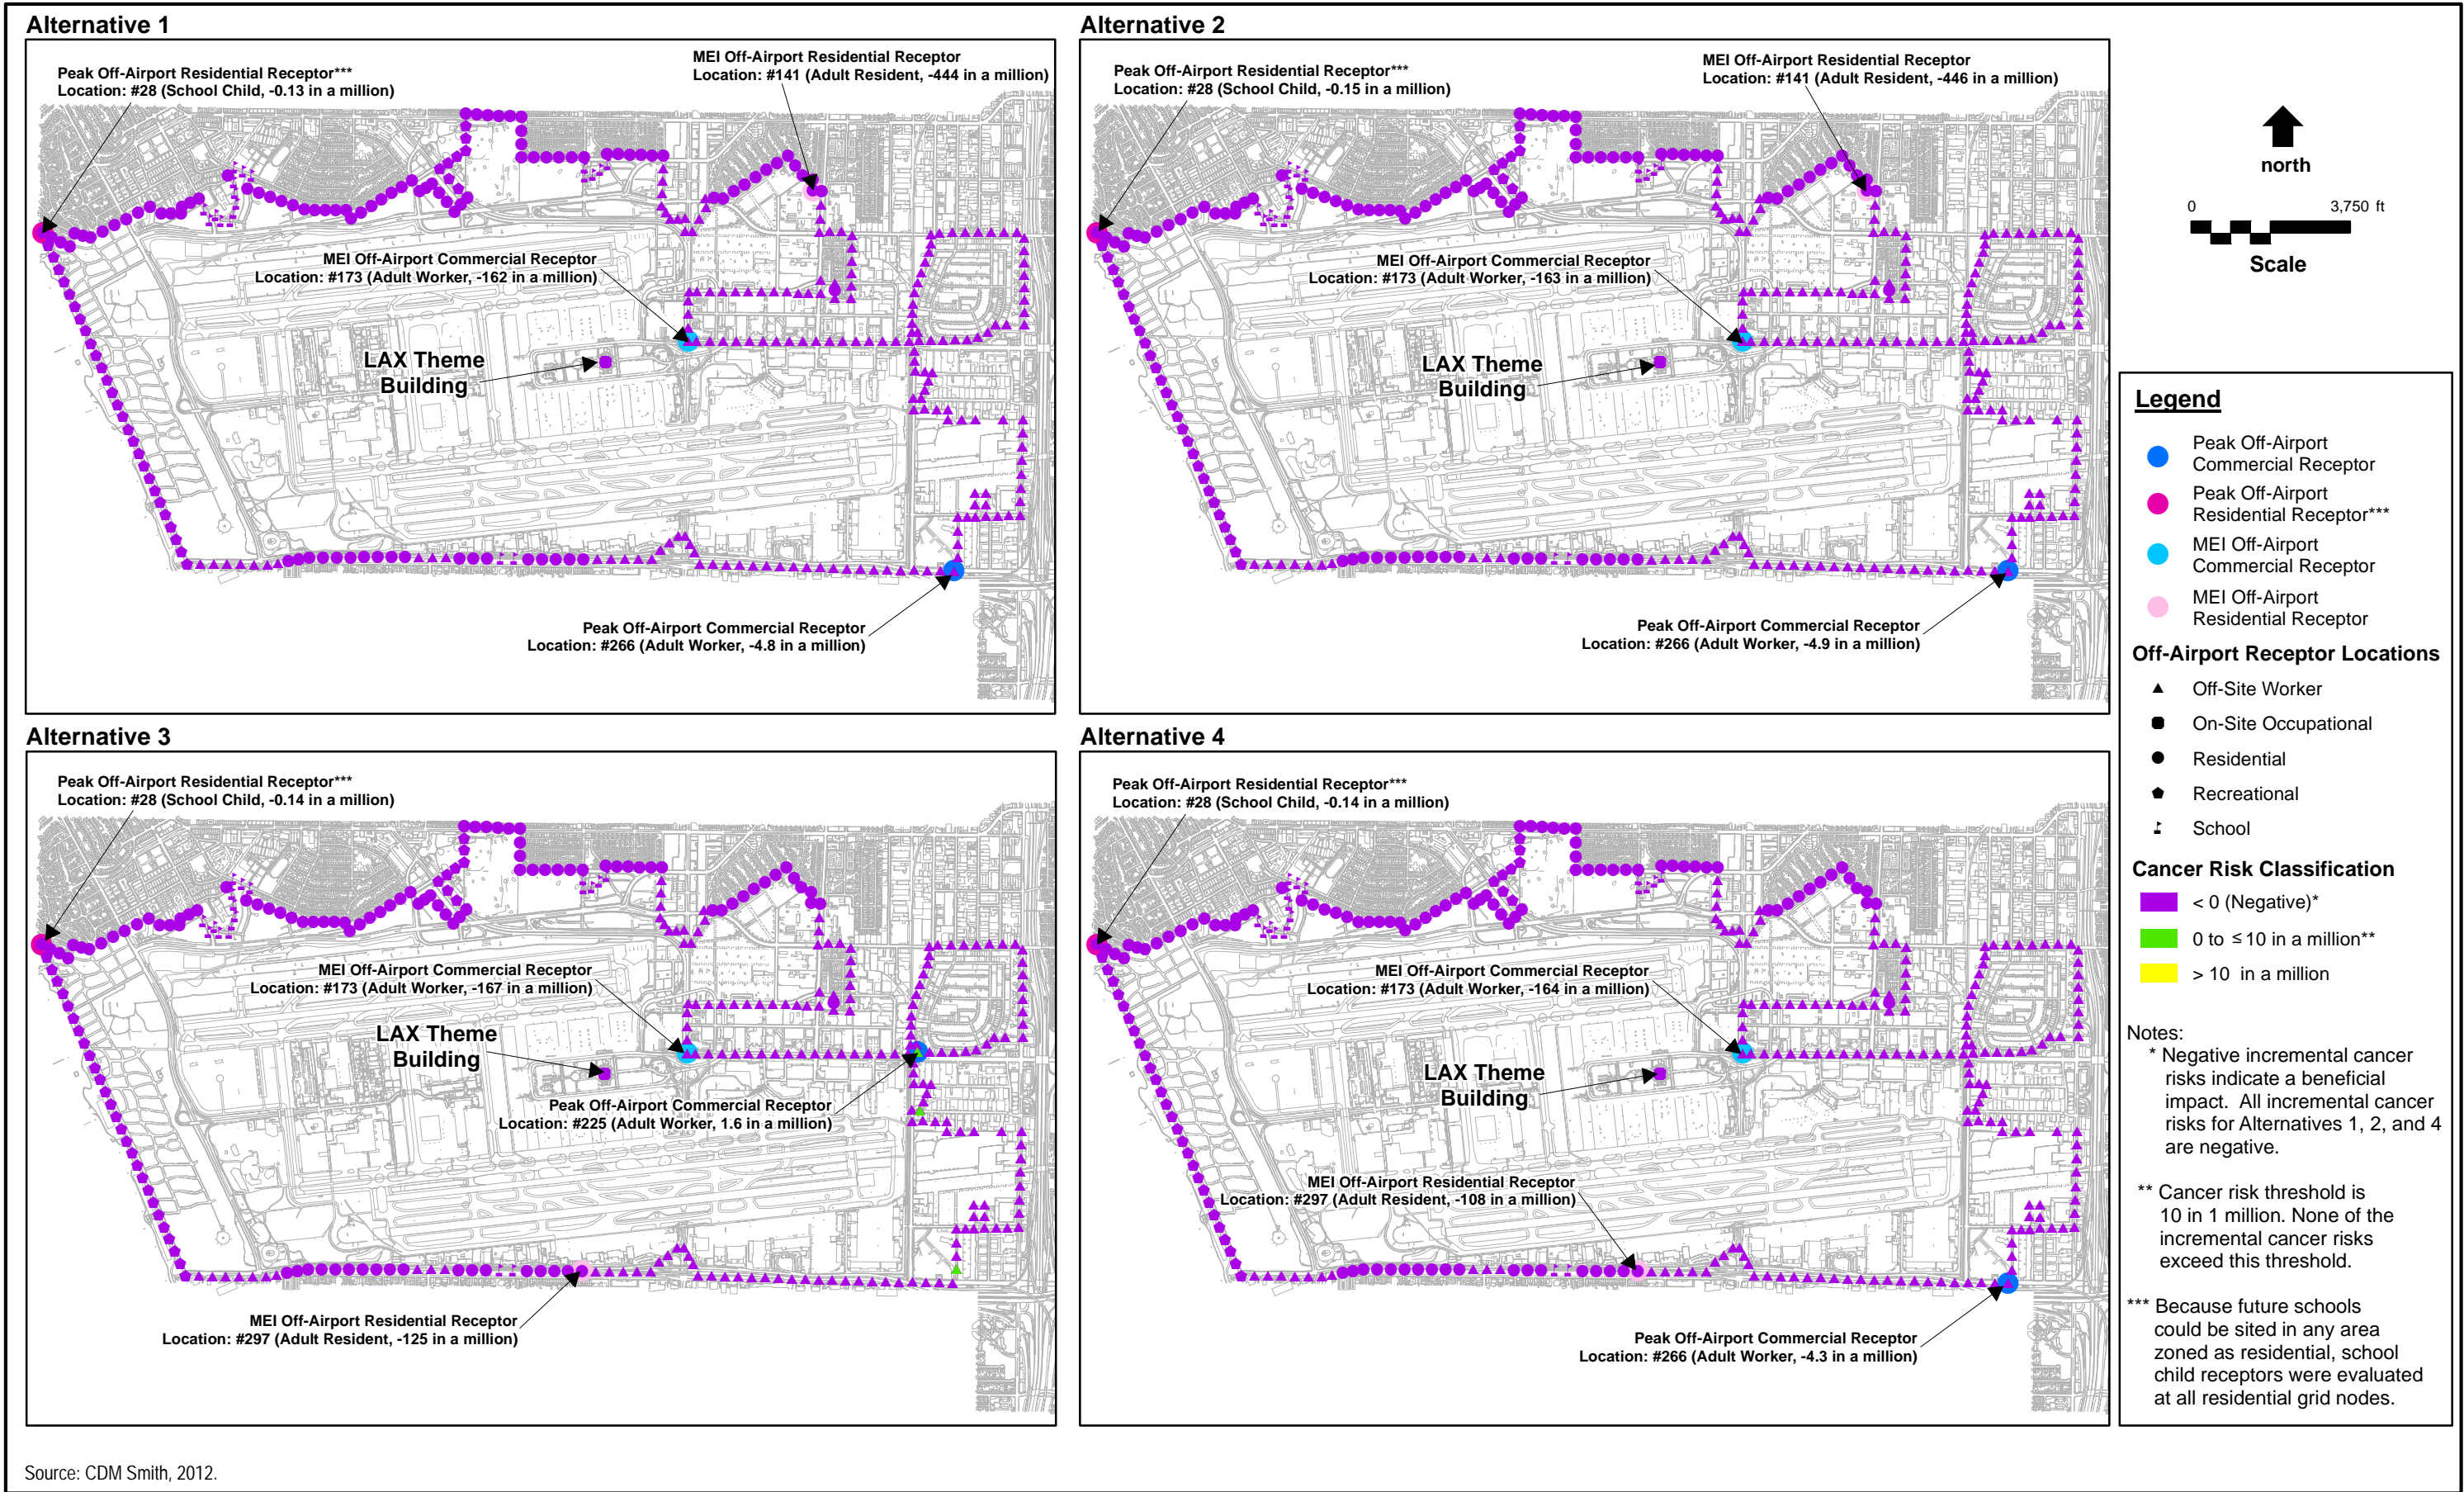 Alternative 1
Peak Off-Airport Residential Receptor***
Location: #28 (School Child, -0.13 in a million)
MEI Off-Airport Residential Receptor
Location: #141 (Adult Resident, -444 in a million)
MEI Off-Airport Commercial Receptor
Location: #173 (Adult Worker, -162 in a million)
LAX Theme
Building
Peak Off-Airport Commercial Receptor
Location: #266 (Adult Worker, -4.8 in a million)
Alternative 2
Peak Off-Airport Residential Receptor***
Location: #28 (School Child, -0.15 in a million)
MEI Off-Airport Residential Receptor
Location: #141 (Adult Resident, -446 in a million)
MEI Off-Airport Commercial Receptor
Location: #173 (Adult Worker, -163 in a million)
LAX Theme
Building
Peak Off-Airport Commercial Receptor
Location: #266 (Adult Worker, -4.9 in a million)
Alternative 3
Peak Off-Airport Residential Receptor***
Location: #28 (School Child, -0.14 in a million)
MEI Off-Airport Commercial Receptor
Location: #173 (Adult Worker, -167 in a million)
LAX Theme
Building
Peak Off-Airport Commercial Receptor
Location: #225 (Adult Worker, 1.6 in a million)
MEI Off-Airport Residential Receptor
Location: #297 (Adult Resident, -125 in a million)
Alternative 4
Peak Off-Airport Residential Receptor***
Location: #28 (School Child, -0.14 in a million)
MEI Off-Airport Commercial Receptor
Location: #173 (Adult Worker, -164 in a million)
LAX Theme
Building
MEI Off-Airport Residential Receptor
Location: #297 (Adult Resident, -108 in a million)
Peak Off-Airport Commercial Receptor
Location: #266 (Adult Worker, -4.3 in a million)
north
0 3,750 ft
Scale
Legend
Peak Off-Airport
Commercial Receptor
Peak Off-Airport
Residential Receptor***
MEI Off-Airport
Commercial Receptor
MEI Off-Airport
Residential Receptor
Off-Airport Receptor Locations
Off-Site Worker
On-Site Occupational
Residential
Recreational
School
Cancer Risk Classification
< 0 (Negative)*
0 to ≤10 in a million**
> 10 in a million
Notes:
* Negative incremental cancer
risks indicate a beneficial
impact. All incremental cancer
risks for Alternatives 1, 2, and 4
are negative.
** Cancer risk threshold is
10 in 1 million. None of the
incremental cancer risks
exceed this threshold.
*** Because future schools
could be sited in any area
zoned as residential, school
child receptors were evaluated
at all residential grid nodes.
Source: CDM Smith, 2012.